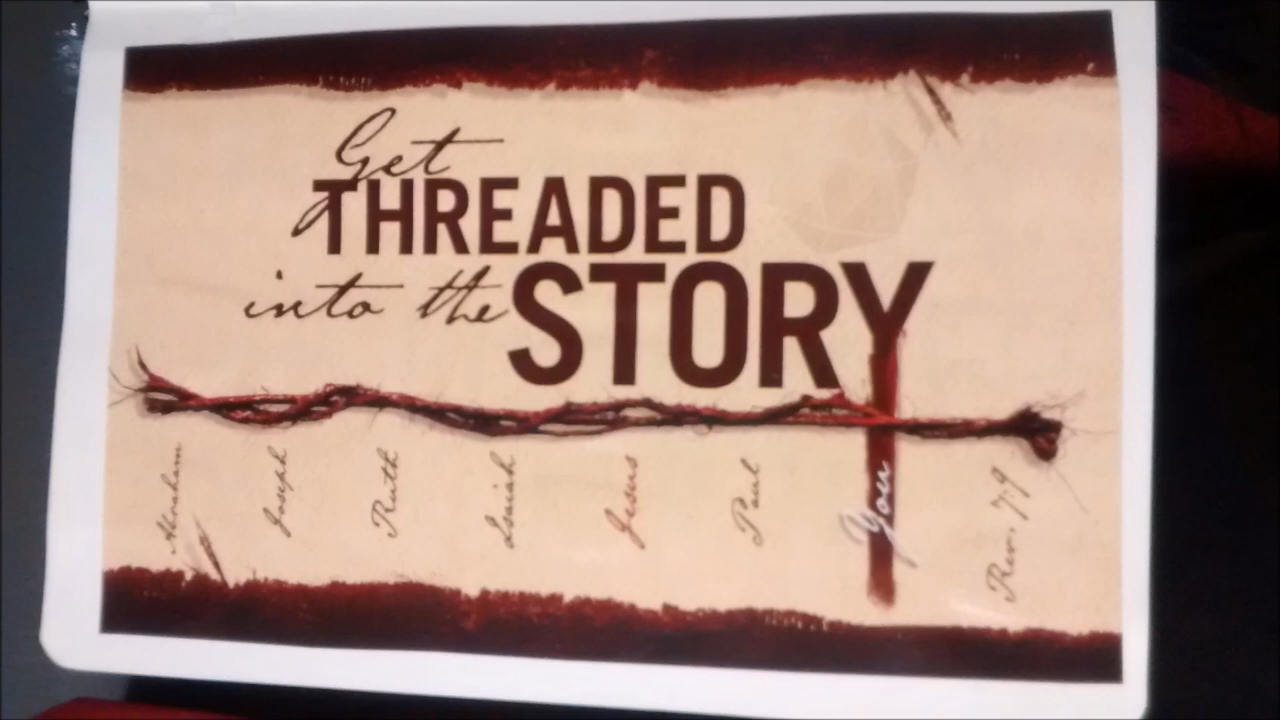 Get
THREADED
into the STORY
Abraham
Joseph
Ruth
Isaiah
Jesus
Paul
You
Rev. 7:9